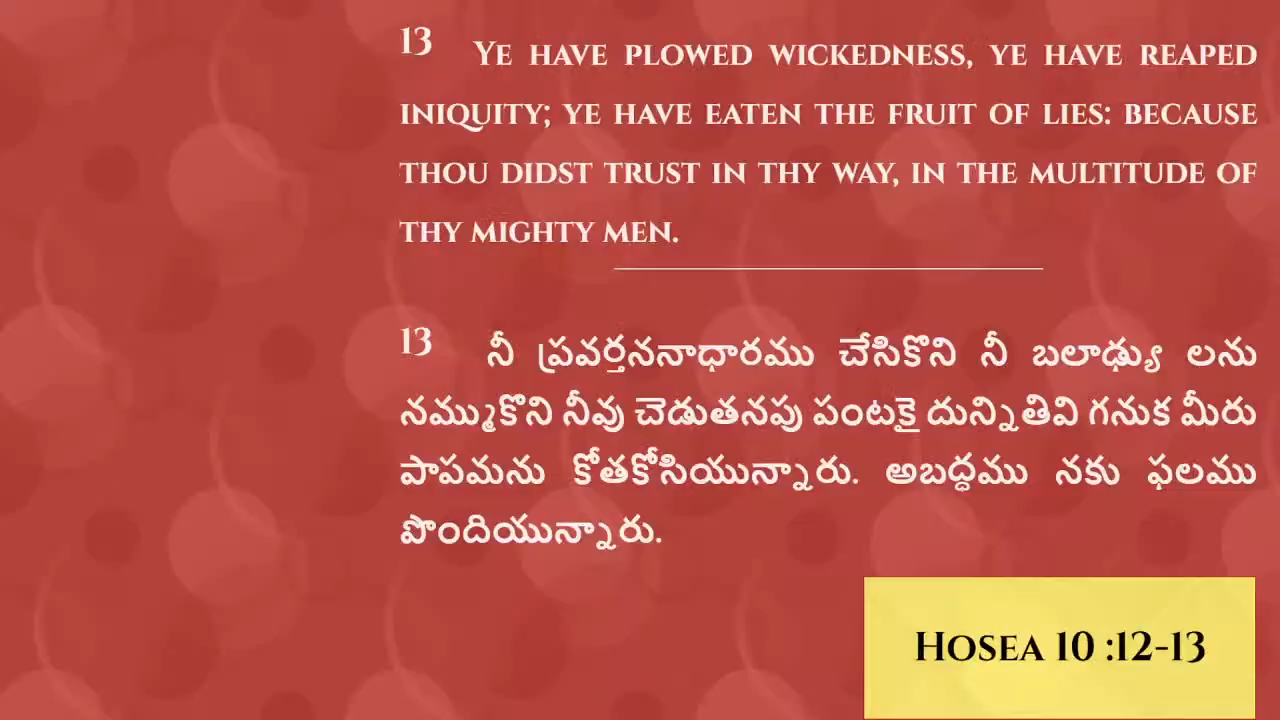 13 Ye have plowed wickedness, ye have reaped
iniquity; ye have eaten the fruit of lies: because
thou didst trust in thy way, in the multitude of
thy mighty men.
13 నీ ప్రవర్తననాధారము చేసికొని నీ బలాఢ్యు లను
నమ్ముకొని నీవు చెడుతనపు పంటకై దున్నితివి గనుక మీరు
పాపమను కోతకోసియున్నారు. అబద్ధము నకు ఫలము
పొందియున్నారు.
Hosea 10 :12-13